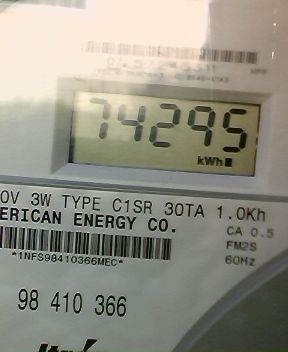 74295
kWh
0V 3W TYPE C1SR 30TA 1.0Kh
ERICAN ENERGY CO.
CA 0.5
FM2S
*1NFS98410366MEC*
60Hz
98 410 366